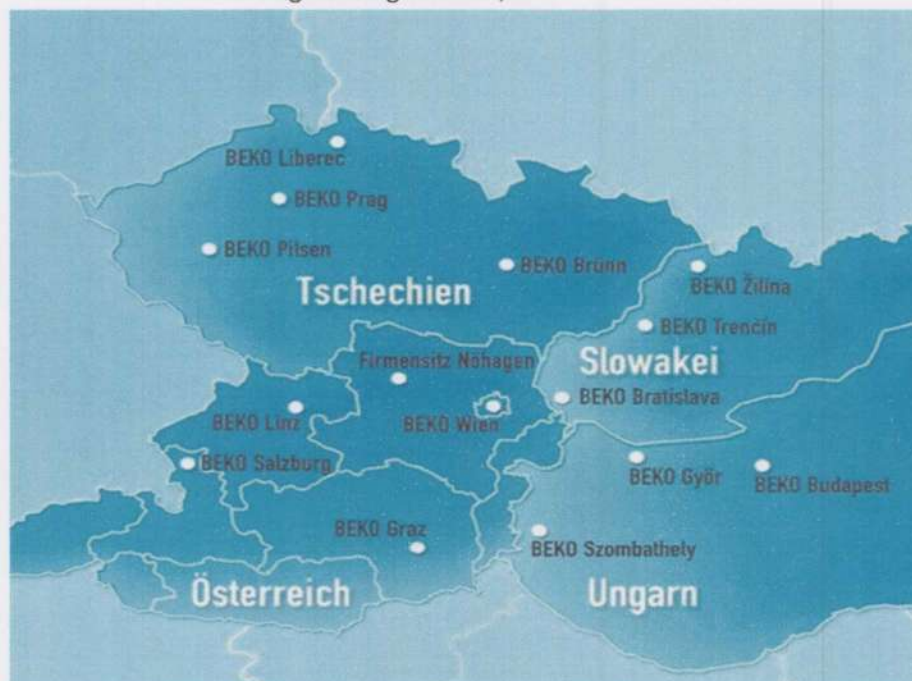 BEKO Liberec
BEKO Prag
BEKO Pilsen
BEKO Brünn
Tschechien
BEKO Žilina
BEKO Trenčín
Slowakei
Firmensitz Nöhagen
BEKO Bratislava
BEKO Linz
BEKO Wien
BEKO Salzburg
BEKO Györ
BEKO Budapest
BEKO Graz
BEKO Szombathely
Österreich
Ungarn